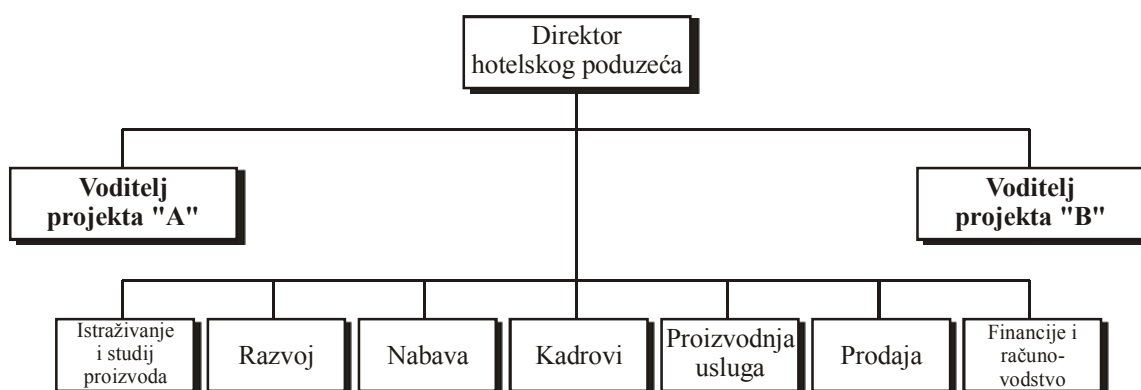 Direktor
hotelskog poduzeća
Voditelj
projekta "A"
Voditelj
projekta "B"
Istraživanje
i studij
proizvoda
Razvoj
Nabava
Kadrovi
Proizvodnja
usluga
Prodaja
Financije i
računo-
vodstvo